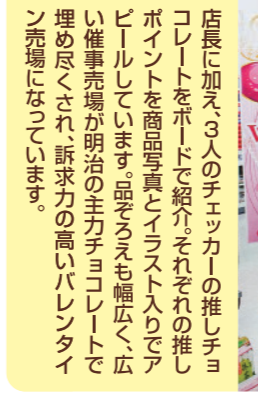 店長に加え、3人のチェッカーの推しチョ
コレートをボードで紹介。それぞれの推し
ポイントを商品写真とイラスト入りでア
ピールしています。品ぞろえも幅広く、広
い催事売場が明治の主力チョコレートで
埋め尽くされ、訴求力の高いバレンタイ
ン売場になっています。